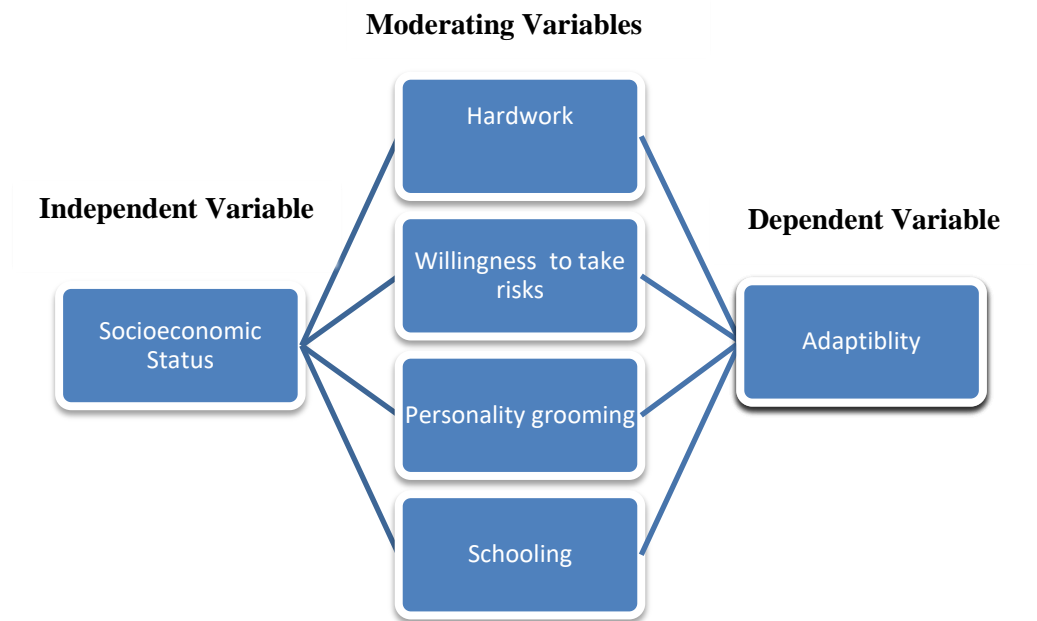 Moderating Variables
Hardwork
Independent Variable
Dependent Variable
Willingness to take
risks
Socioeconomic
Status
Adaptiblity
Personality grooming
Schooling